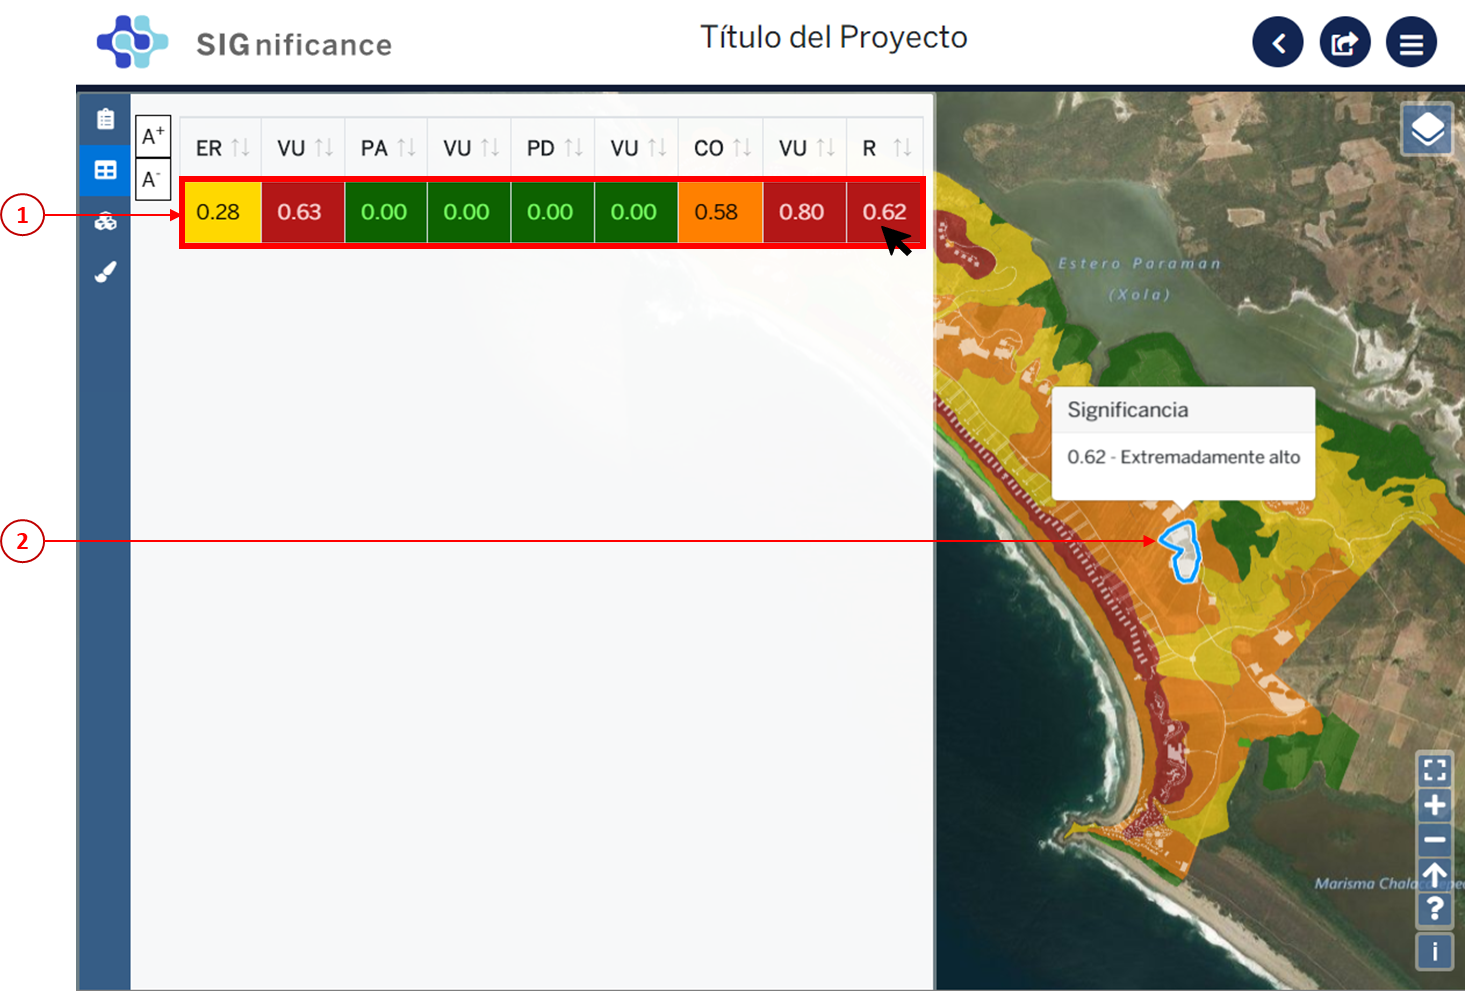 SIGnificance
Título del Proyecto
A+
A-
ER VU PA VU PD VU CO VU R
1
0.28 0.63 0.00 0.00 0.00 0.00 0.58 0.80 0.62
Estero Paraman
(Xola)
Significancia
0.62 - Extremadamente alto
2
Marisma
?
i